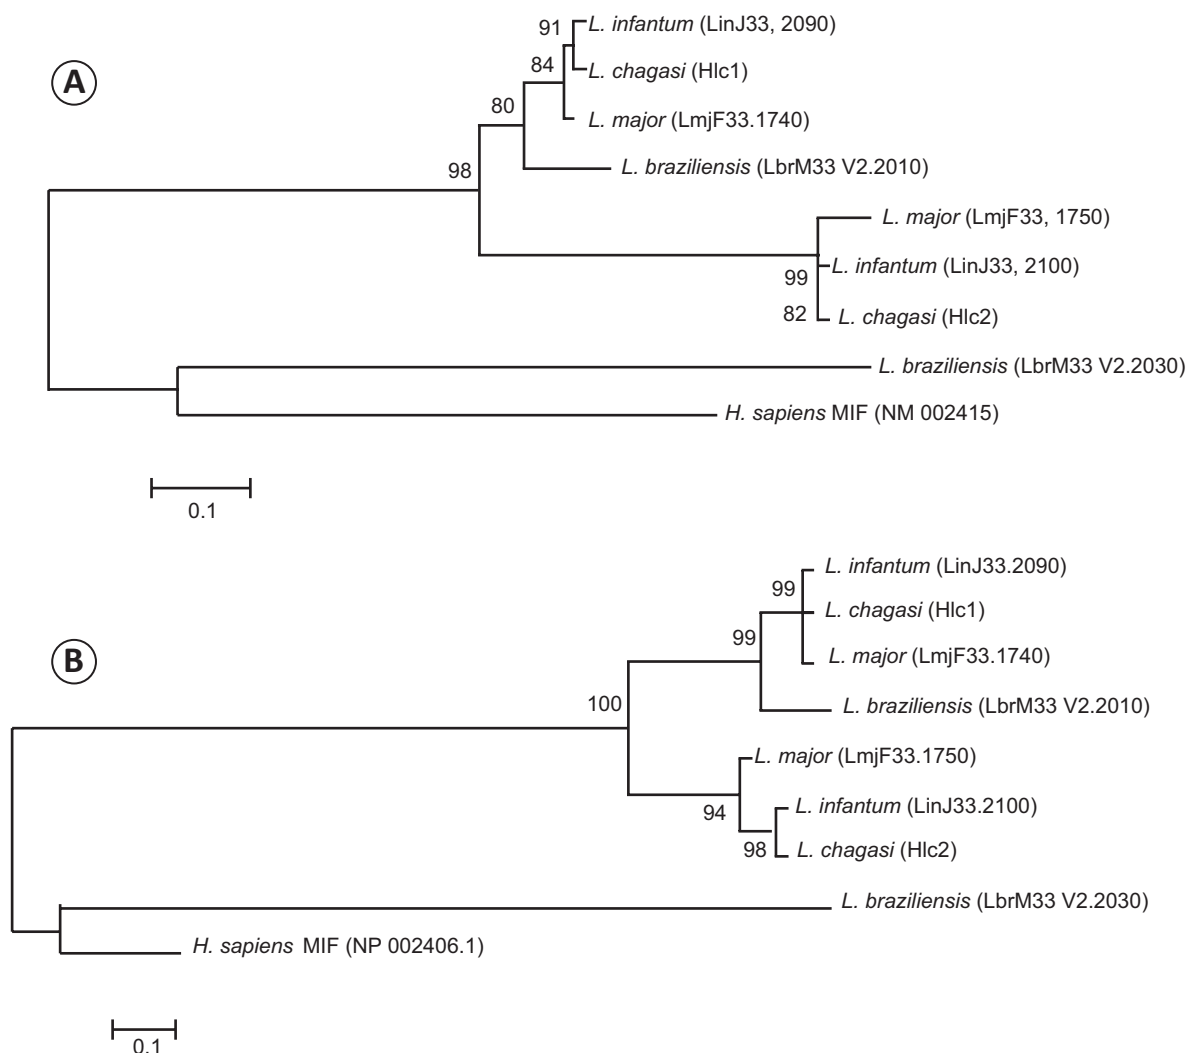 A
91
L. infantum (LinJ33, 2090)
84
L. chagasi (Hlc1)
80
L. major (LmjF33.1740)
98
L. braziliensis (LbrM33 V2.2010)
L. major (LmjF33, 1750)
99
L. infantum (LinJ33, 2100)
82
L. chagasi (Hlc2)
L. braziliensis (LbrM33 V2.2030)
H. sapiens MIF (NM 002415)
0.1
B
99
L. infantum (LinJ33.2090)
L. chagasi (Hlc1)
99
L. major (LmjF33.1740)
100
L. braziliensis (LbrM33 V2.2010)
L. major (LmjF33.1750)
94
L. infantum (LinJ33.2100)
98
L. chagasi (Hlc2)
L. braziliensis (LbrM33 V2.2030)
H. sapiens MIF (NP 002406.1)
0.1